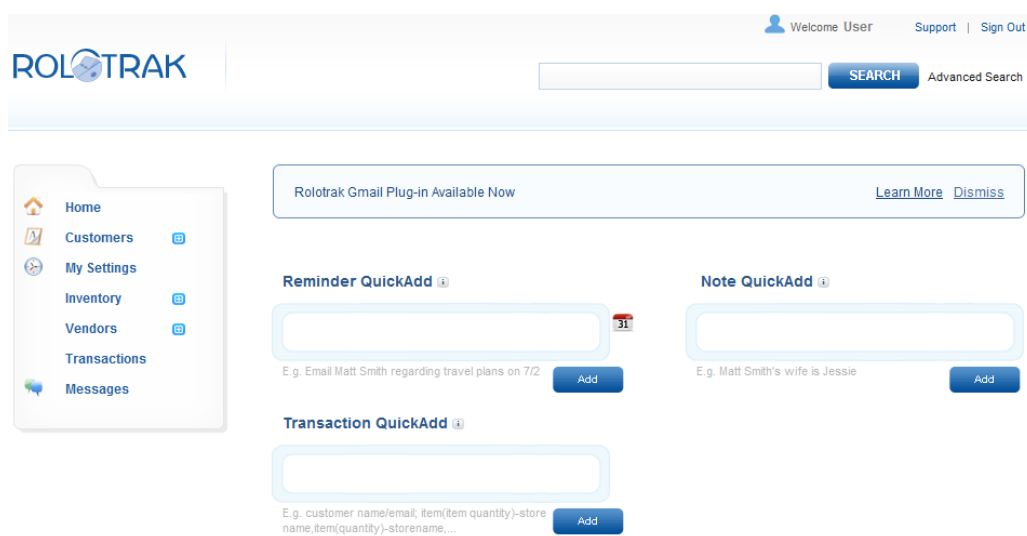 Welcome User Support | Sign Out
ROLOTRAK
SEARCH Advanced Search
Rolotrak Gmail Plug-in Available Now Learn More Dismiss
Home
Customers
My Settings
Inventory
Vendors
Transactions
Messages
Reminder QuickAdd i
Note QuickAdd i
31
E.g. Email Matt Smith regarding travel plans on 7/2 Add
E.g. Matt Smith's wife is Jessie Add
Transaction QuickAdd i
E.g. customer name/email; item(item quantity)-store
name,item(quantity)-storename,...
Add